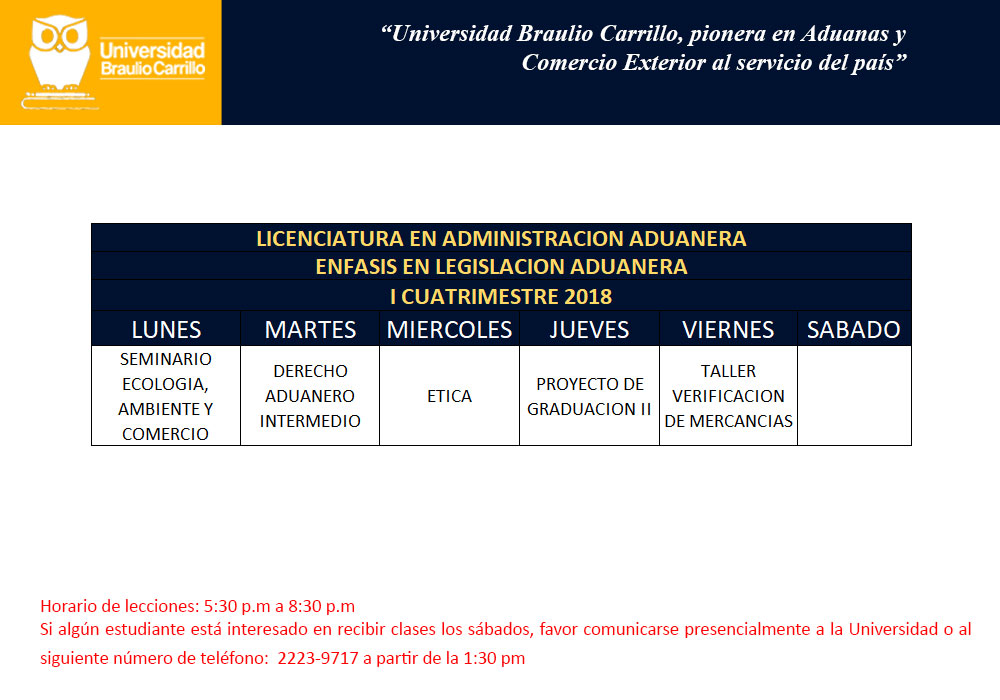 Universidad
Braulio Carrillo
“Universidad Braulio Carrillo, pionera en Aduanas y
Comercio Exterior al servicio del país”
LICENCIATURA EN ADMINISTRACION ADUANERA
ENFASIS EN LEGISLACION ADUANERA
I CUATRIMESTRE 2018
LUNES MARTES MIERCOLES JUEVES VIERNES SABADO
SEMINARIO
ECOLOGIA,
AMBIENTE Y
COMERCIO
DERECHO
ADUANERO
INTERMEDIO
ETICA
PROYECTO DE
GRADUACION II
TALLER
VERIFICACION
DE MERCANCIAS
Horario de lecciones: 5:30 p.m a 8:30 p.m
Si algún estudiante está interesado en recibir clases los sábados, favor comunicarse presencialmente a la Universidad o al
siguiente número de teléfono: 2223-9717 a partir de la 1:30 pm